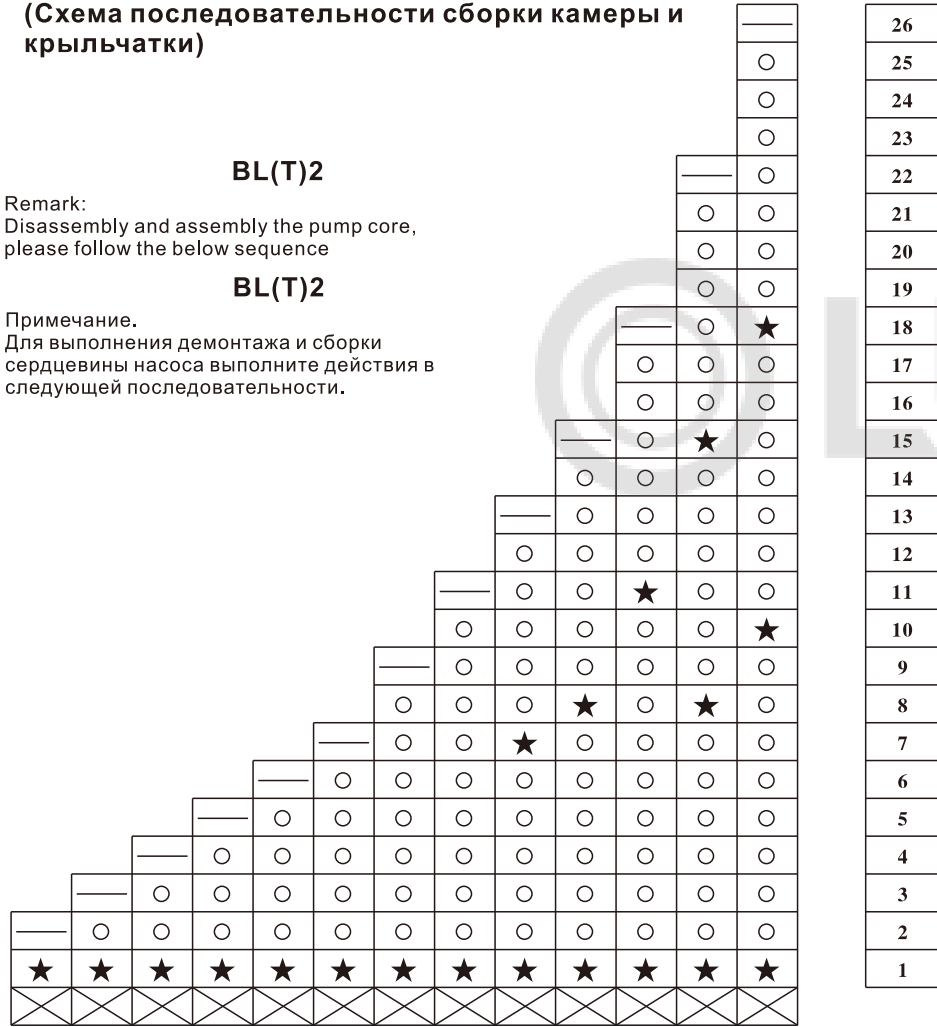 (Схема последовательности сборки камеры и
крыльчатки)
BL(T)2
Remark:
Disassembly and assembly the pump core,
please follow the below sequence
BL(T)2
Примечание.
Для выполнения демонтажа и сборки
сердцевины насоса выполните действия в
следующей последовательности.
26
25
24
23
22
21
20
19
18
17
16
15
14
13
12
11
10
9
8
7
6
5
4
3
2
1